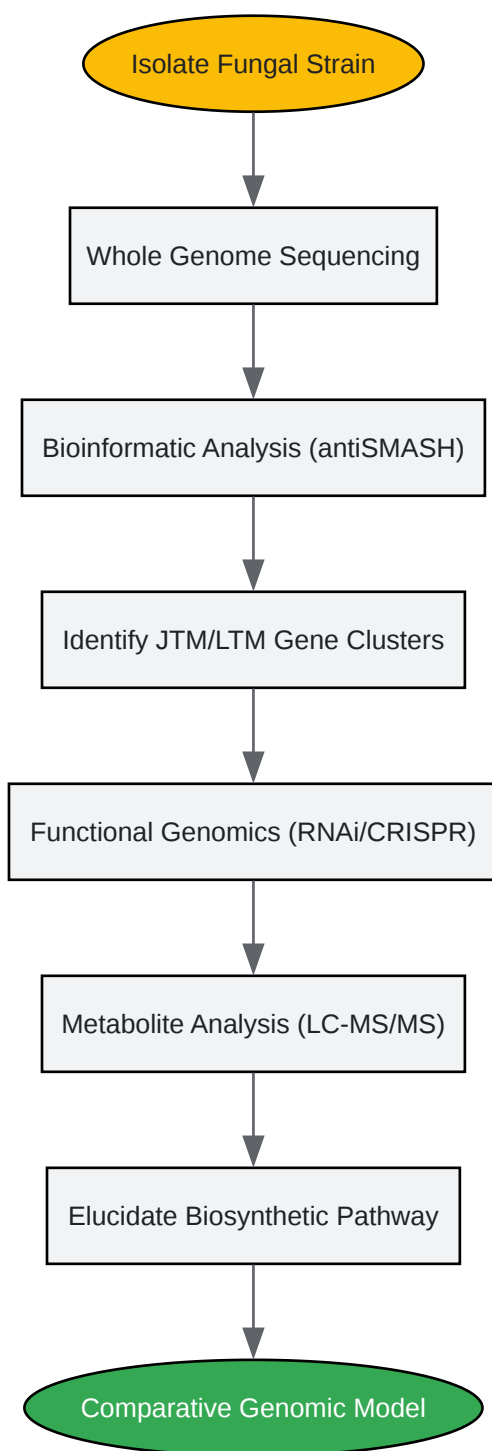 Isolate Fungal Strain
Whole Genome Sequencing
Bioinformatic Analysis (antiSMASH)
Identify JTM/LTM Gene Clusters
Functional Genomics (RNAi/CRISPR)
Metabolite Analysis (LC-MS/MS)
Elucidate Biosynthetic Pathway
Comparative Genomic Model